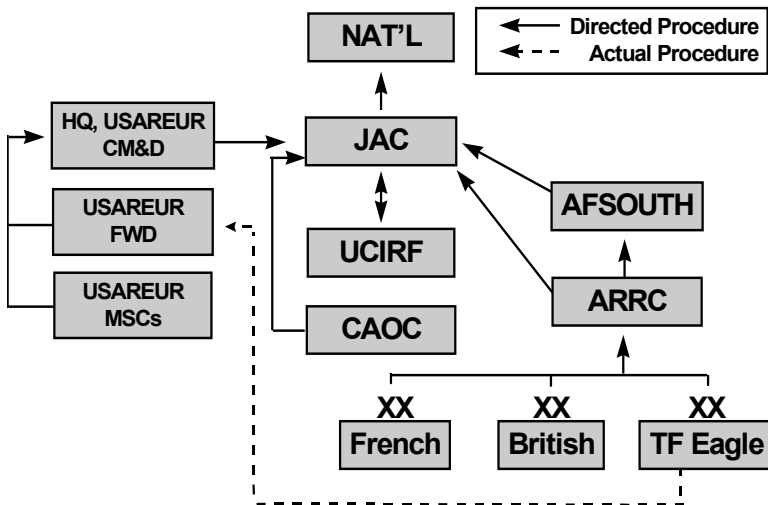 NAT'L
Directed Procedure
Actual Procedure
HQ, USAREUR
CM&D
JAC
USAREUR
FWD
AFSOUTH
UCIRF
USAREUR
MSCs
CAOC
ARRC
XX
French
XX
British
XX
TF Eagle